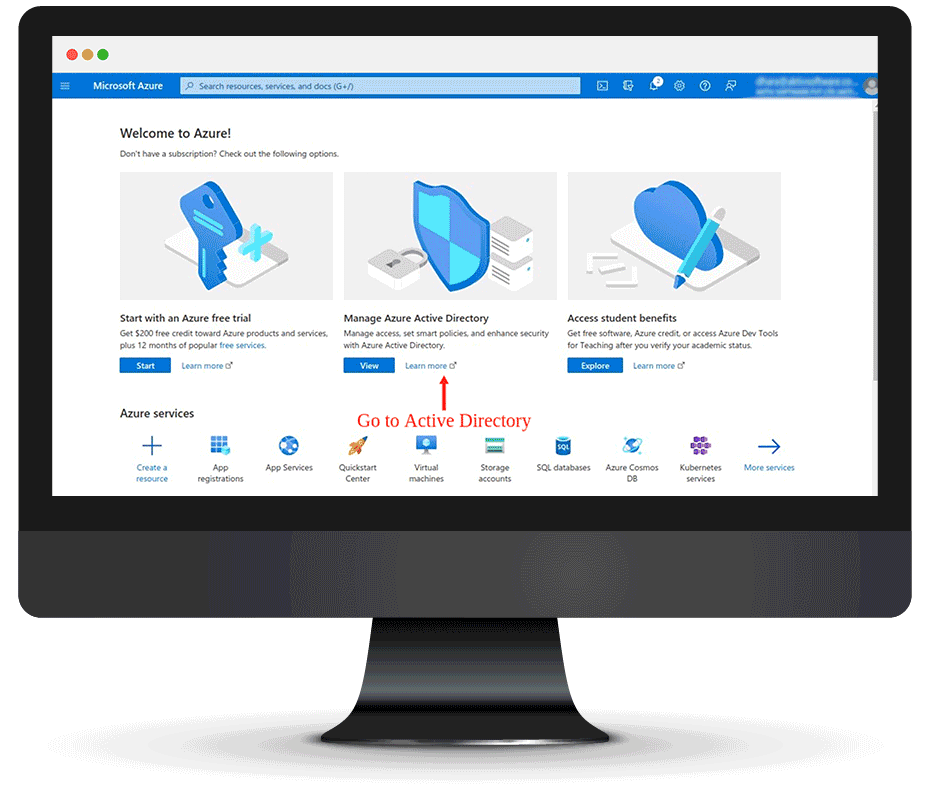 Microsoft Azure
Search resources, services, and docs (G+/)
2
Welcome to Azure!
Don't have a subscription? Check out the following options.
Start with an Azure free trial
Get $200 free credit toward Azure products and services,
plus 12 months of popular free services.
Start
Learn more
Manage Azure Active Directory
Manage access, set smart policies, and enhance security
with Azure Active Directory.
View
Learn more
Access student benefits
Get free software, Azure credit, or access Azure Dev Tools
for Teaching after you verify your academic status.
Explore
Learn more
Go to Active Directory
Azure services
Create a
resource
App
registrations
App Services
Quickstart
Center
Virtual
machines
Storage
accounts
SQL
SQL databases
Azure Cosmos
DB
Kubernetes
services
More services